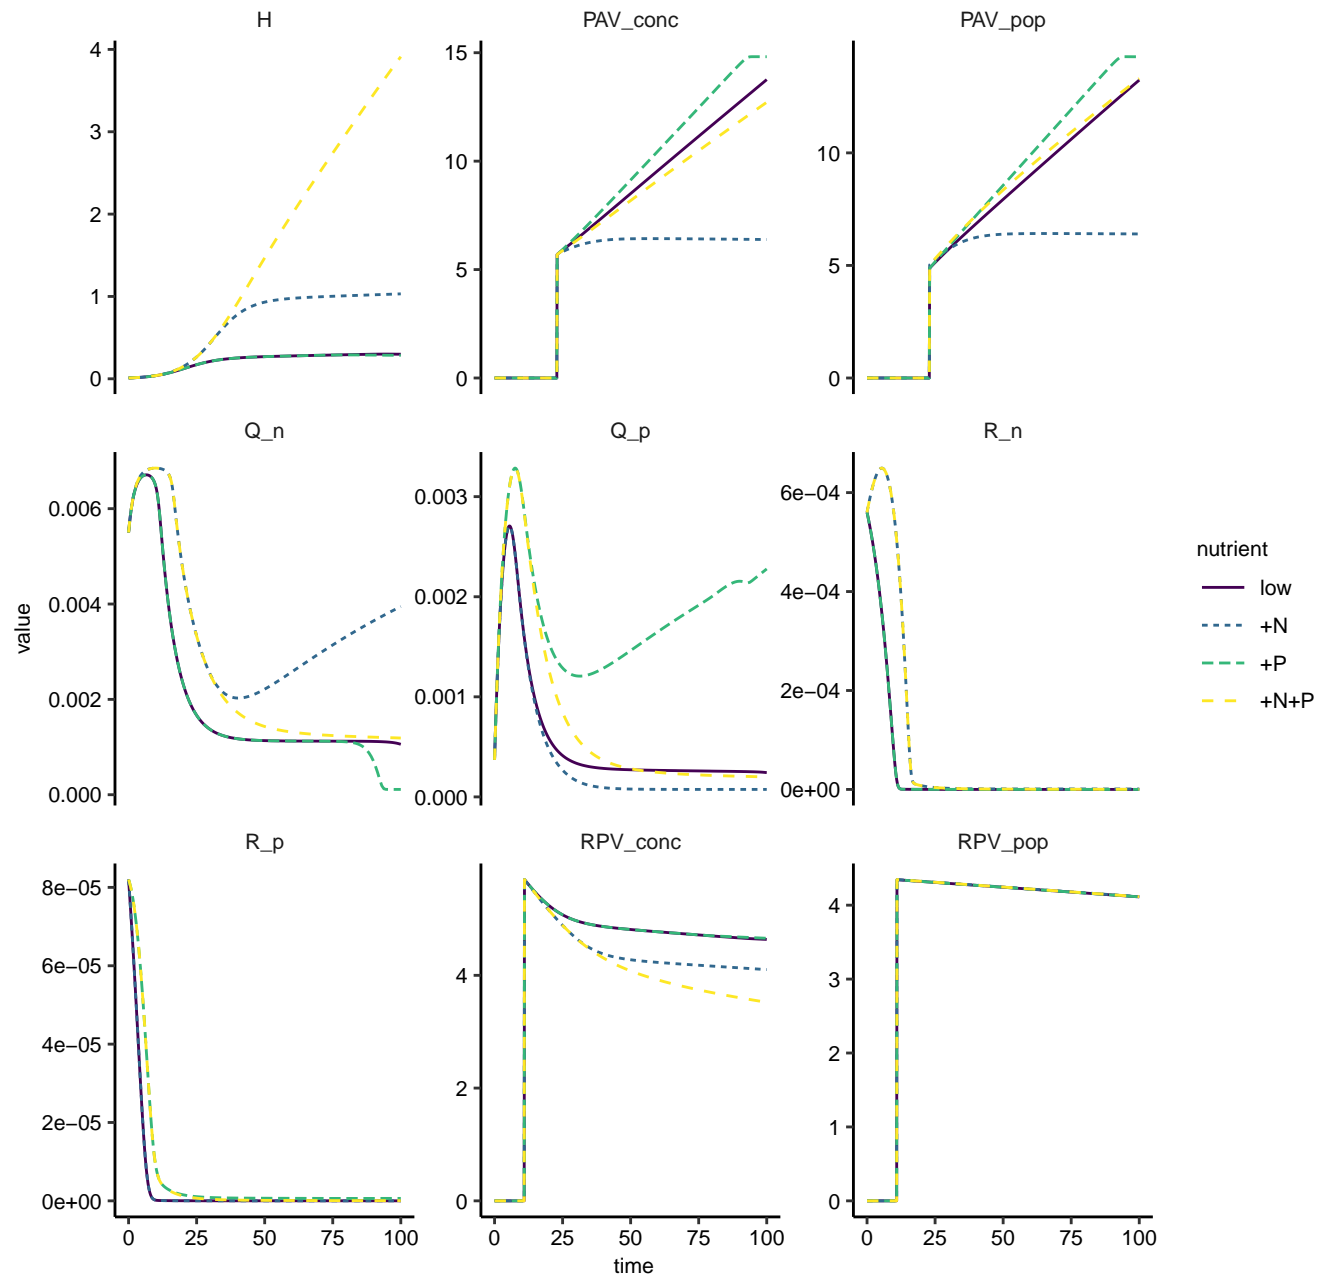 H
PAV_conc
PAV_pop
4
3
2
1
0
15
10
5
0
10
5
0
Q_n
Q_p
R_n
0.006
0.004
0.002
0.000
0.003
0.002
0.001
0.000
6e−04
4e−04
2e−04
0e+00
R_p
RPV_conc
RPV_pop
8e−05
6e−05
4e−05
2e−05
0e+00
4
2
0
4
3
2
1
0
0 25 50 75 100
0 25 50 75 100
0 25 50 75 100
time
value
nutrient
low
+N
+P
+N+P